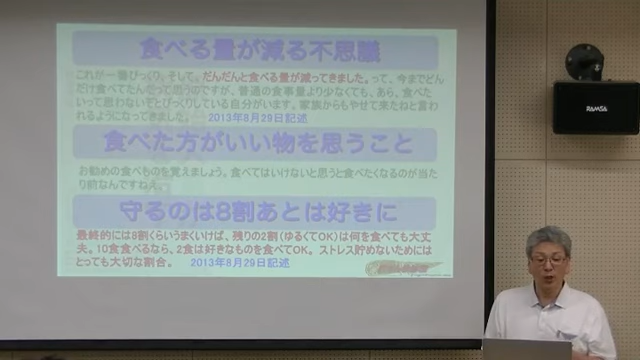 食べる量が減る不思議
これが一番びっくり。そして、だんだんと食べる量が減ってきました。って、今までどん
だけ食べてたんだって思うのですが、普通の食事量より少なくても、あら、食べた
いって思わないぞとびっくりしている自分がいます。家族からもやせて来たねと言わ
れるようになってきました。 2013年8月29日記述
食べた方がいい物を思うこと
お勧めの食べものを覚えましょう。食べてはいけないと思うと食べたくなるのが当た
り前なんですねぇ。
守るのは8割あとは好きに
最終的には8割くらいうまくいけば、残りの2割(ゆるくてOK)は何を食べても大丈
夫。10食食べるなら、2食は好きなものを食べてOK。ストレス貯めないためには
とっても大切な割合。 2013年8月29日記述
RAMSA